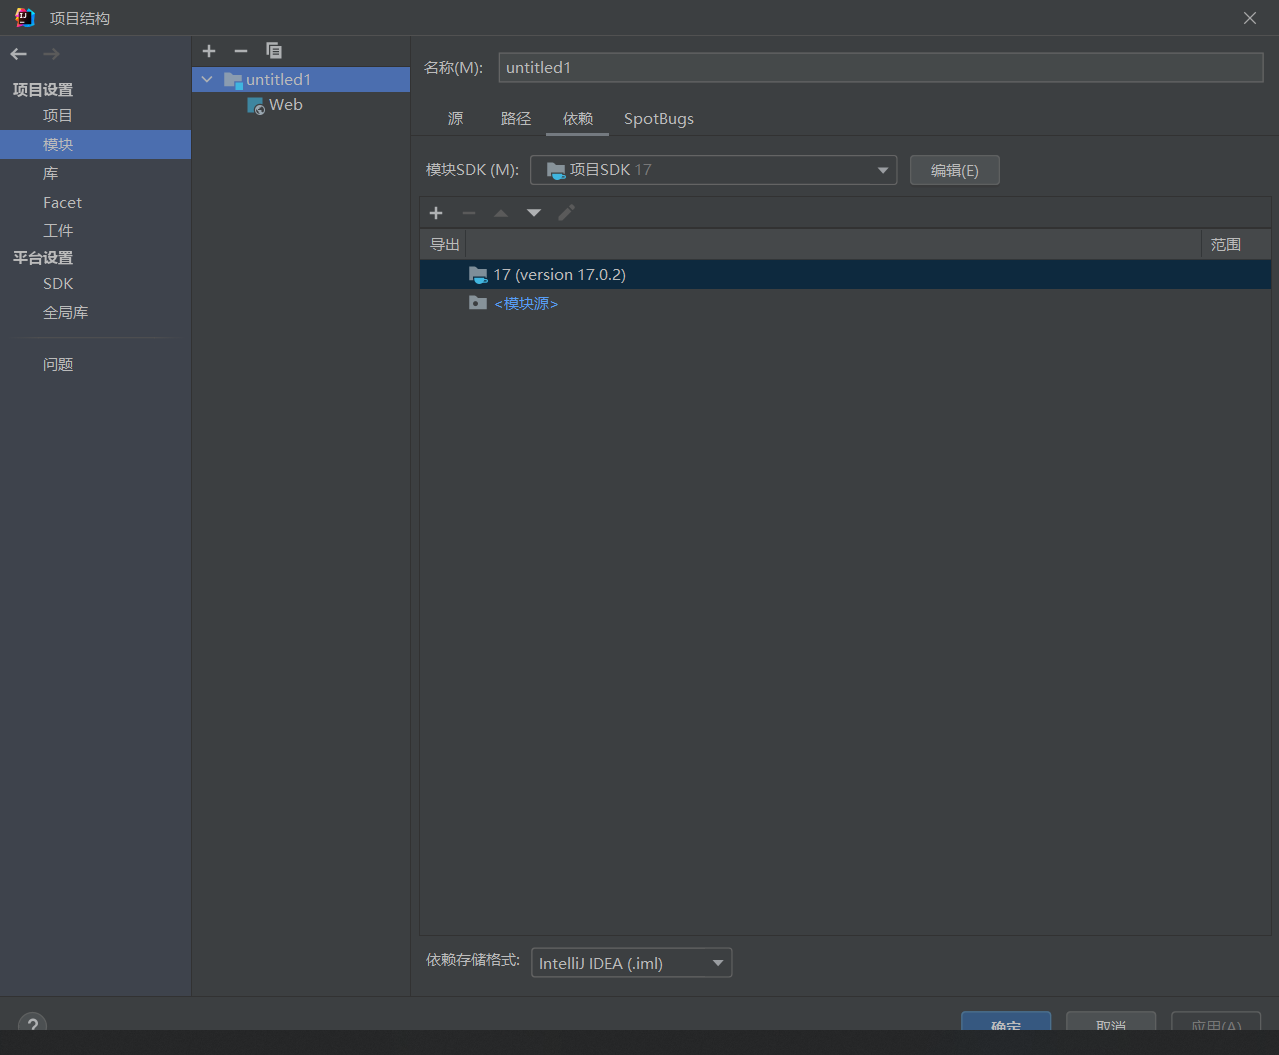 项目结构
项目设置
项目
模块
库
Facet
工件
平台设置
SDK
全局库
问题
untitled1
Web
名称(M): untitled1
源 路径 依赖 SpotBugs
模块SDK (M): 项目SDK 17 编辑(E)
导出 范围
17 (version 17.0.2)
<模块源>
依赖存储格式: IntelliJ IDEA (.iml)
? 确定 取消 应用(A)